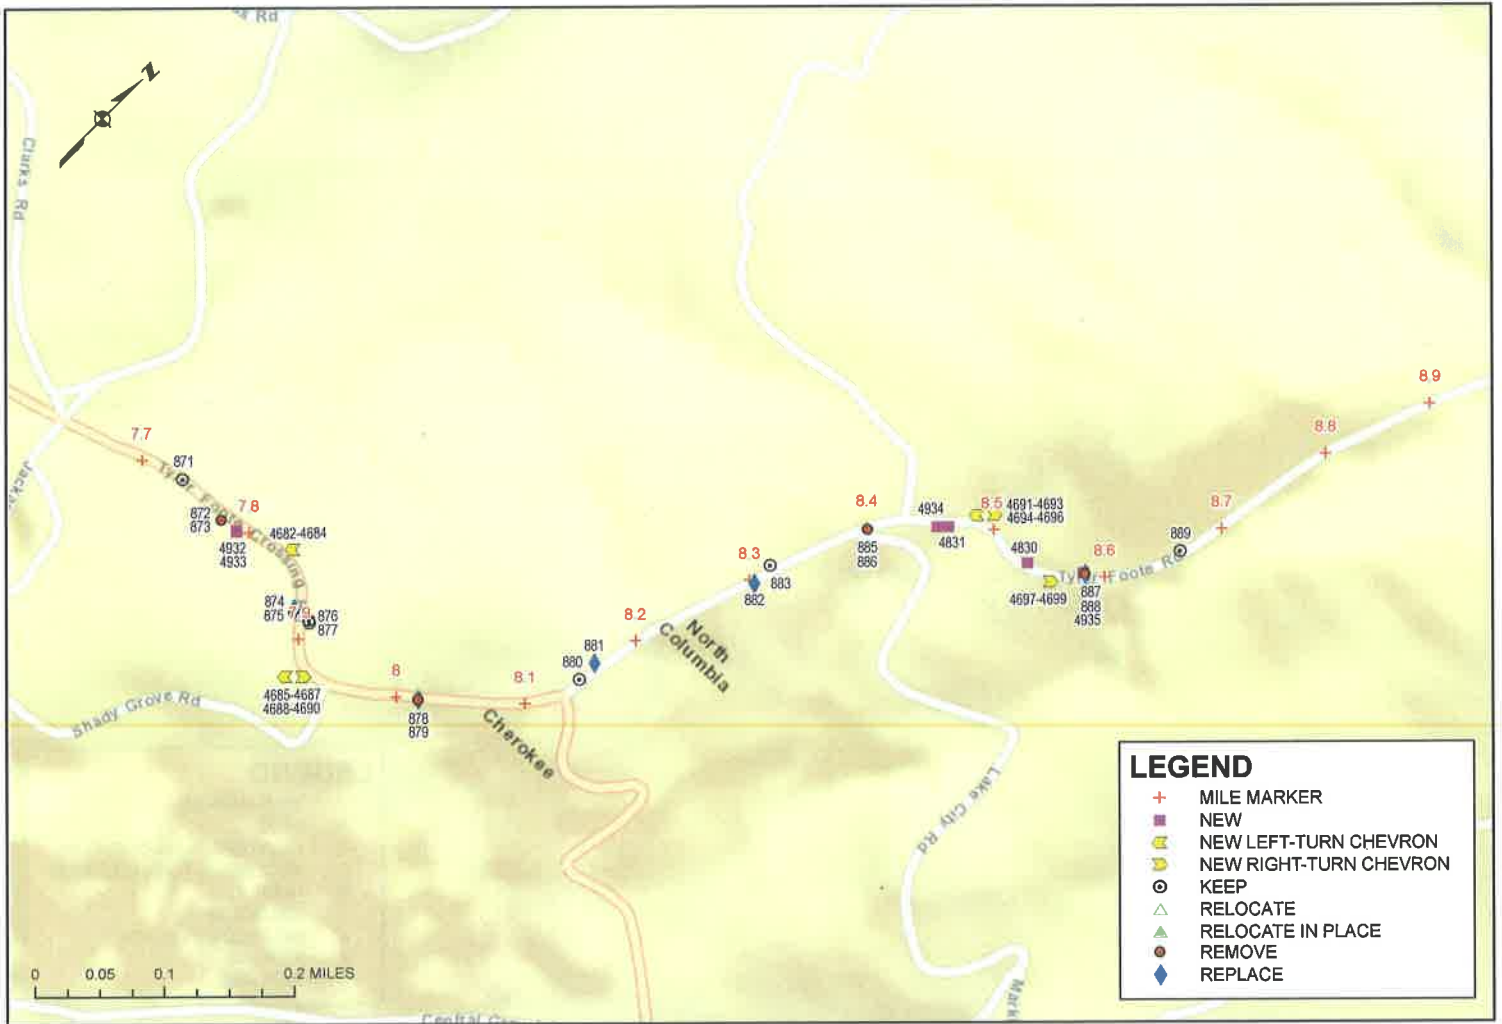 Rd
Z
Clarks Rd
7.7
871
Tyler Foote Crossing
872
873
7.8
4932
4933
4682-4684
874
875
7.9
876
877
4685-4687
4688-4690
Shady Grove Rd
8
878
879
8.1
Cherokee
880
881
8.2
North
Columbia
8.3
882
883
8.4
885
886
4934
4831
8.5
4691-4693
4694-4696
4830
4697-4699
Tyler Foote Rd
8.6
887
888
4935
889
8.7
8.8
8.9
Lake City Rd
LEGEND
MILE MARKER
NEW
NEW LEFT-TURN CHEVRON
NEW RIGHT-TURN CHEVRON
KEEP
RELOCATE
RELOCATE IN PLACE
REMOVE
REPLACE
0 0.05 0.1 0.2 MILES
Central